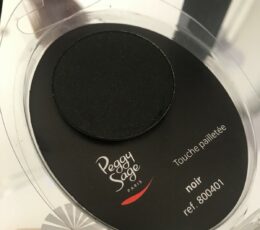 Peggy
Sage
PARIS
Touche pailletée
noir
ref. 800401